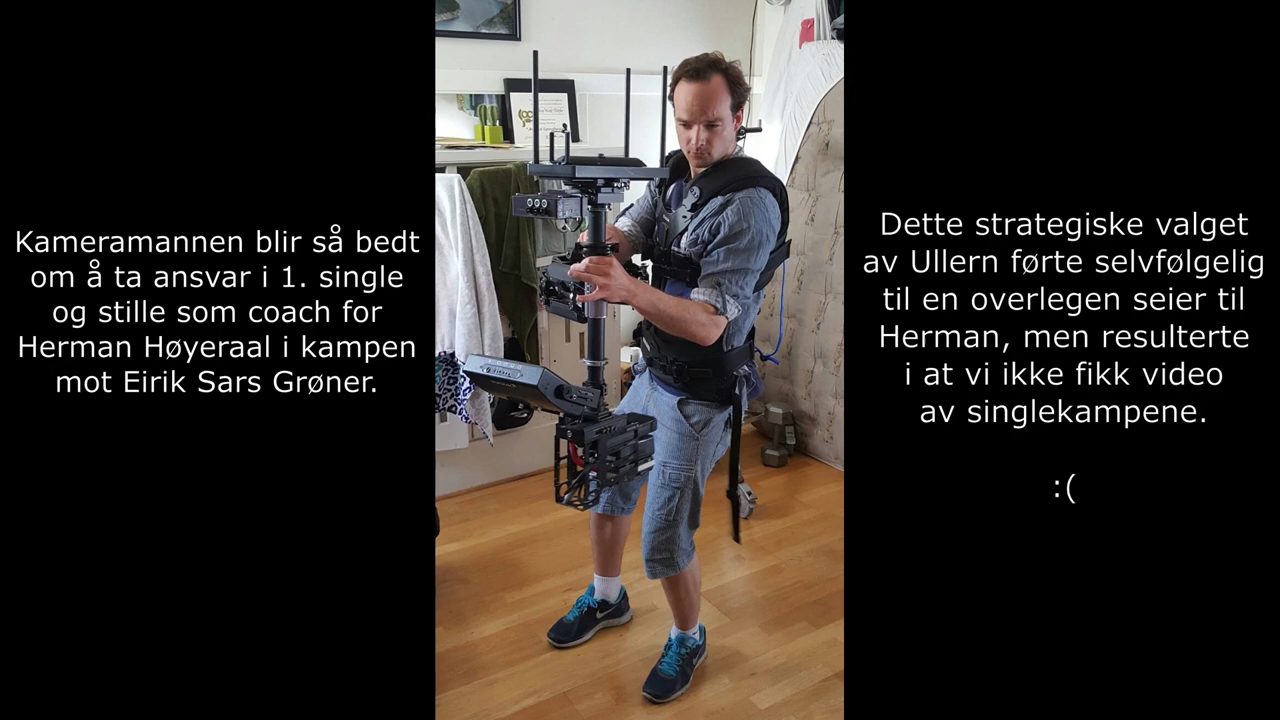 Kameramannen blir så bedt
om å ta ansvar i 1. single
og stille som coach for
Herman Høyeraal i kampen
mot Eirik Sars Grøner.
Dette strategiske valget
av Ullern førte selvfølgelig
til en overlegen seier til
Herman, men resulterte
i at vi ikke fikk video
av singlekampene.
:(